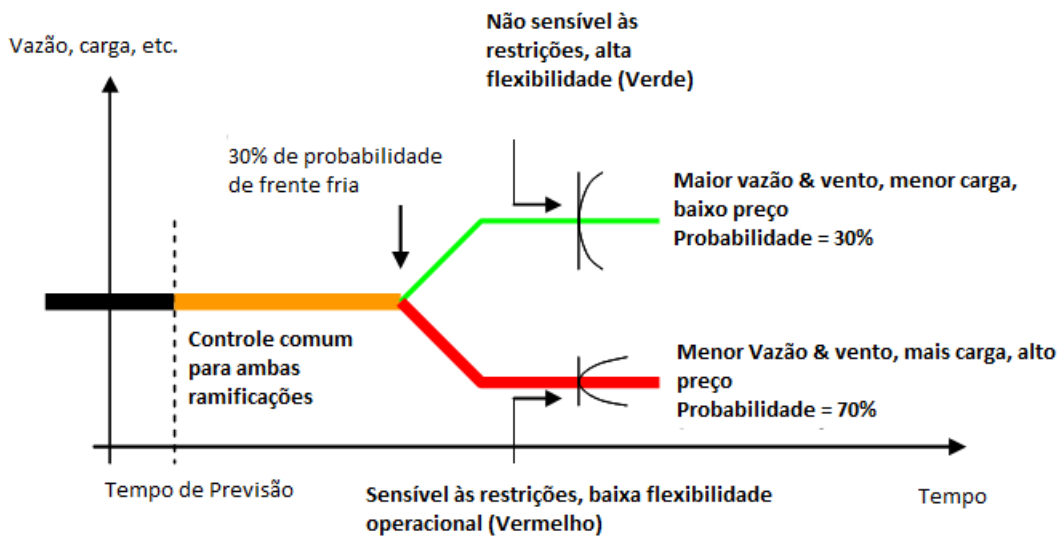 Não sensível às
restrições, alta
flexibilidade (Verde)
Vazão, carga, etc.
30% de probabilidade
de frente fria
Maior vazão & vento, menor carga,
baixo preço
Probabilidade = 30%
Controle comum
para ambas
ramificações
Menor Vazão & vento, mais carga, alto
preço
Probabilidade = 70%
Tempo de Previsão
Sensível às restrições, baixa flexibilidade
operacional (Vermelho)
Tempo